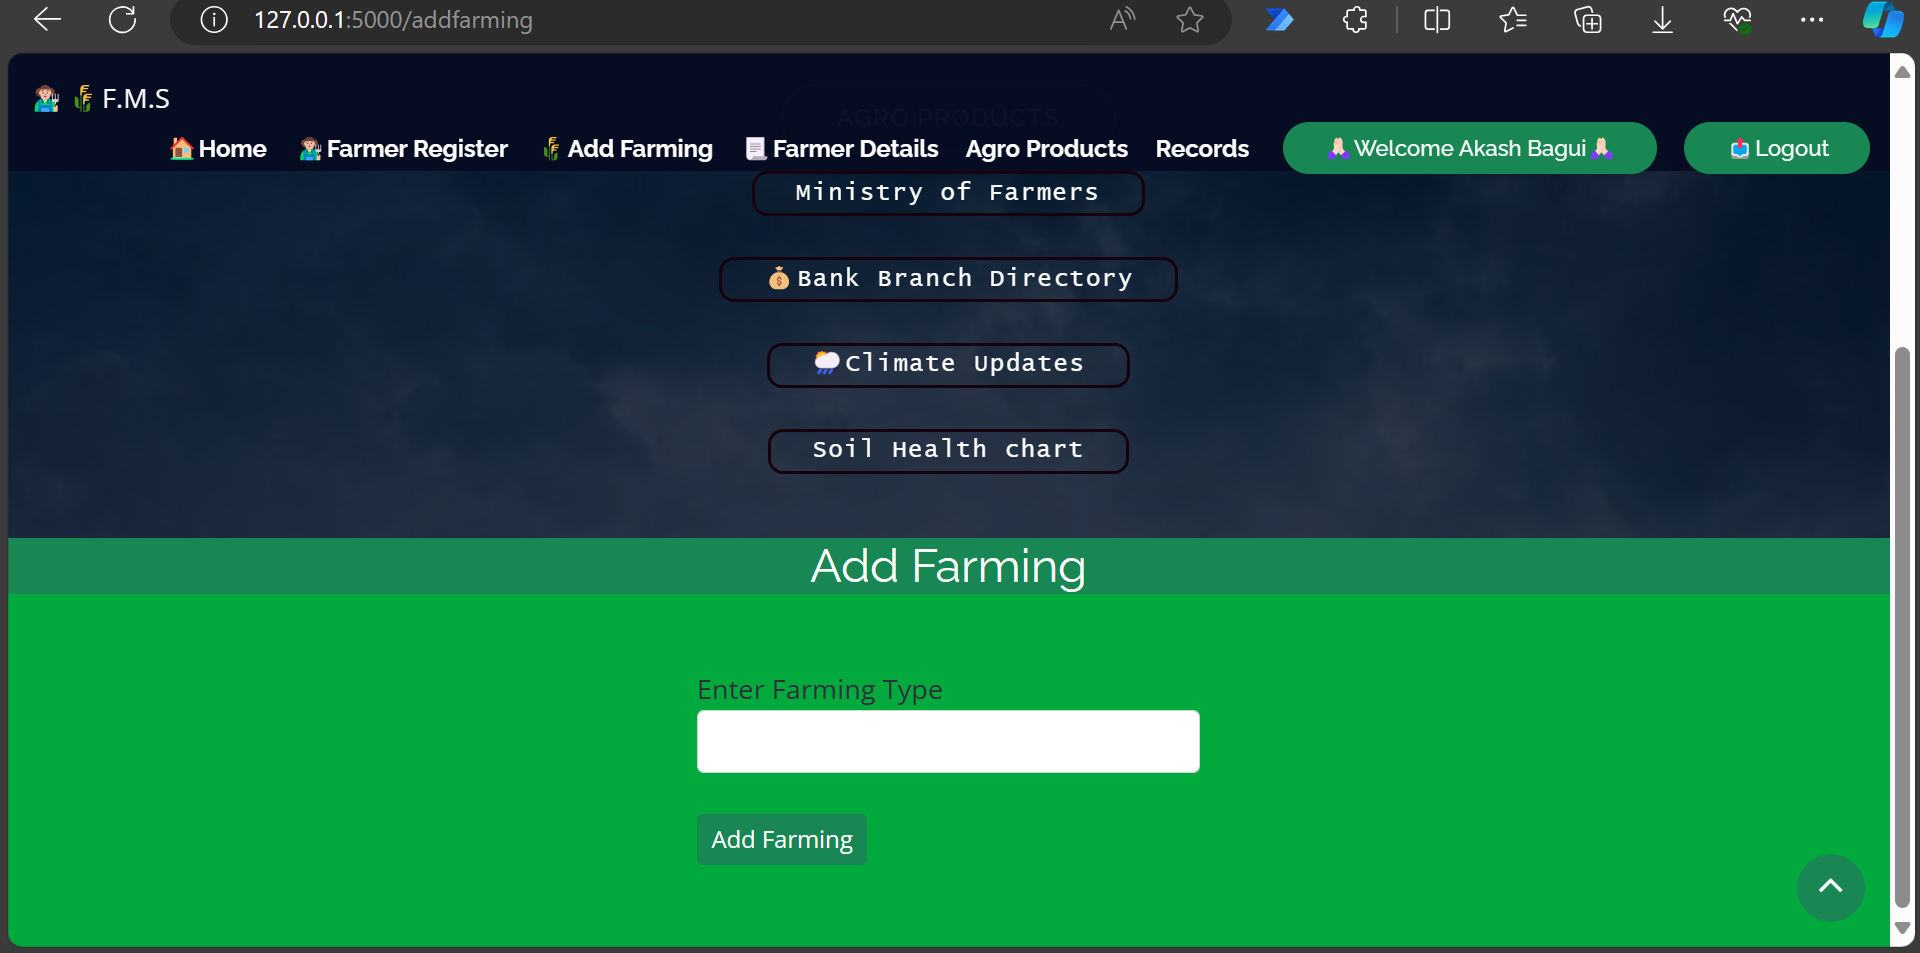 127.0.0.1:5000/addfarming
F.M.S
AGRO PRODUCTS
Home Farmer Register Add Farming Farmer Details Agro Products Records Welcome Akash Bagui Logout
Ministry of Farmers
Bank Branch Directory
Climate Updates
Soil Health chart
Add Farming
Enter Farming Type
Add Farming